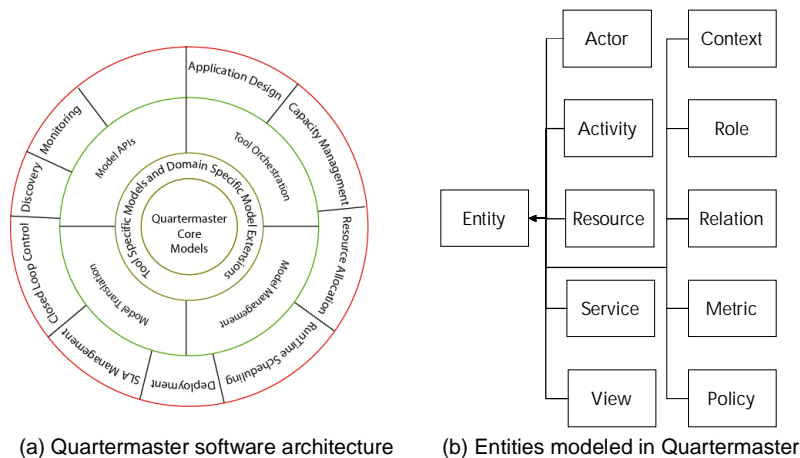 Application Design
Capacity Management
Resource Allocation
RunTime Scheduling
Deployment
SLA Management
Closed Loop Control
Discovery
Monitoring
Model APIs
Tool Orchestration
Model Management
Model Translation
Tool Specific Models and Domain Specific Model Extensions
Quartermaster
Core
Models
(a) Quartermaster software architecture
Actor
Context
Activity
Role
Entity
Resource
Relation
Service
Metric
View
Policy
(b) Entities modeled in Quartermaster